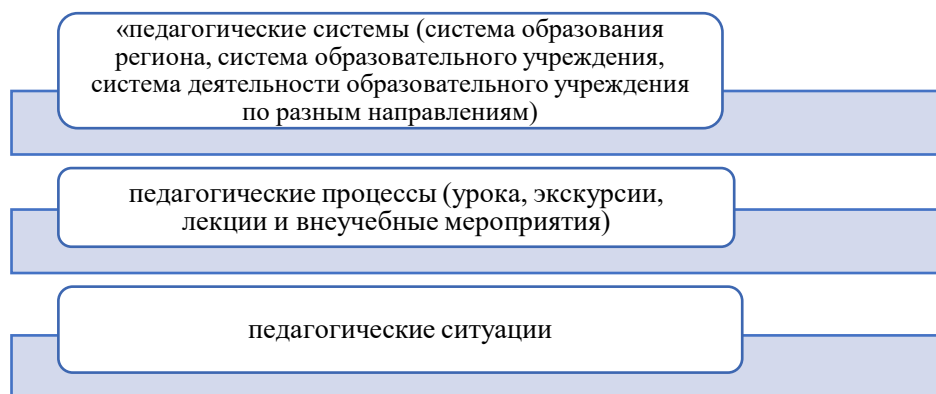 «педагогические системы (система образования
региона, система образовательного учреждения,
система деятельности образовательного учреждения
по разным направлениям)
педагогические процессы (урока, экскурсии,
лекции и внеучебные мероприятия)
педагогические ситуации